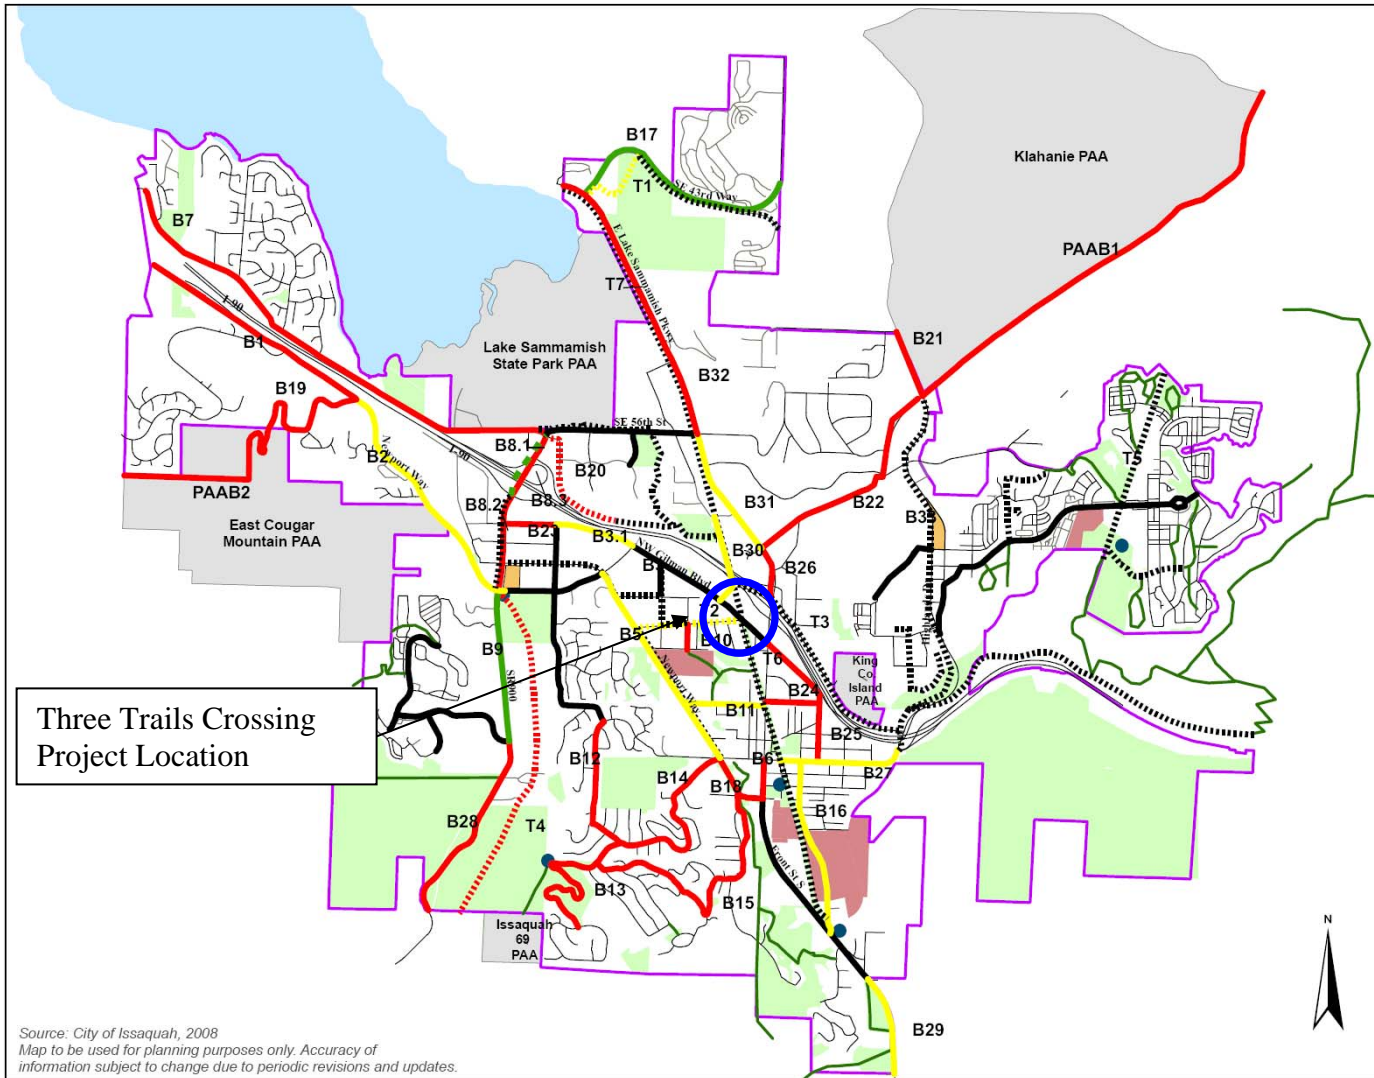 B17
Klahanie PAA
T1
SE 43rd Way
B7
E Lake Sammamish Pkwy
PAAB1
T7
I-90
B1
B21
Lake Sammamish
State Park PAA
B32
B19
SE 56th St
B8.1
B2
Newport Way
I-90
B20
T5
PAAB2
B8.2
B8.3
B31
B22
East Cougar
Mountain PAA
B23
B3.1
B30
NW Gilman Blvd
B26
2
T3
B5
B10
B9
SR900
Newport Way
T6
King
Co
Island
PAA
B24
Three Trails Crossing
Project Location
B11
B25
B12
B14
B6
B27
B18
B28
T4
B16
Front St S
B13
B15
Issaquah
69
PAA
N
B29
Source: City of Issaquah, 2008
Map to be used for planning purposes only. Accuracy of
information subject to change due to periodic revisions and updates.